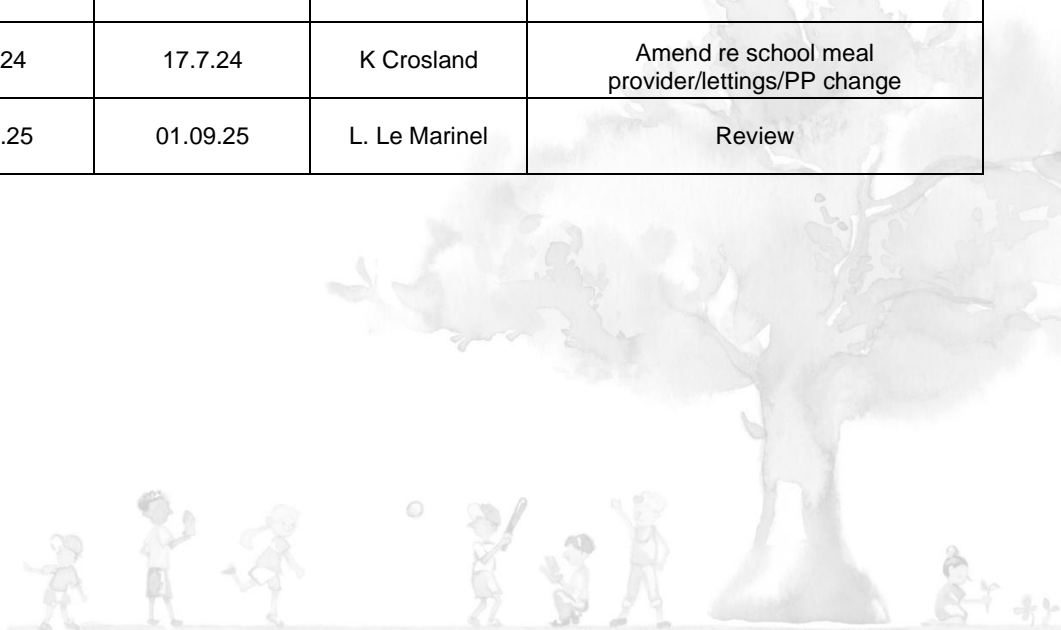 24 17.7.24 K Crosland Amend re school meal
provider/lettings/PP change
.25 01.09.25 L. Le Marinel Review